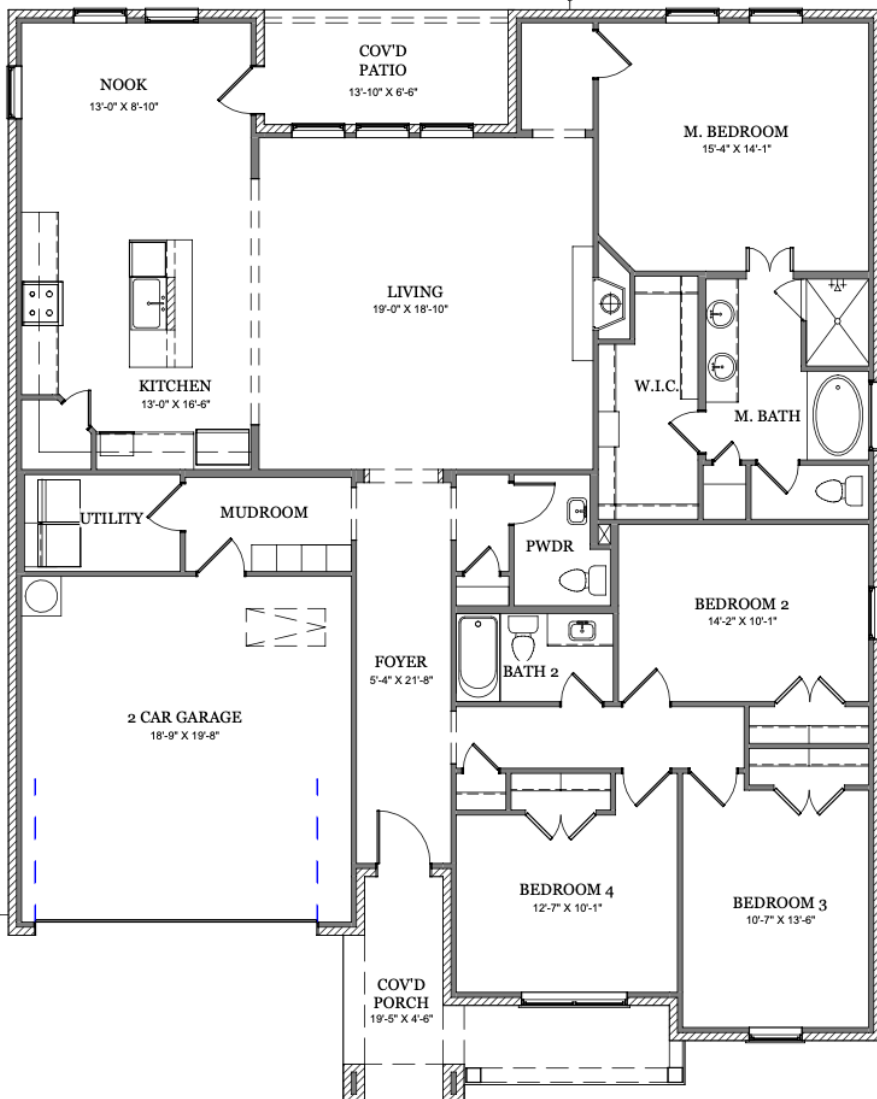 COV'D
PATIO
13'-10" X 6'-6"
NOOK
13'-0" X 8'-10"
M. BEDROOM
15'-4" X 14'-1"
LIVING
19'-0" X 18'-10"
KITCHEN
13'-0" X 16'-6"
W.I.C.
M. BATH
UTILITY
MUDROOM
PWDR
BEDROOM 2
14'-2" X 10'-1"
FOYER
5'-4" X 21'-8"
BATH 2
2 CAR GARAGE
18'-9" X 19'-8"
BEDROOM 4
12'-7" X 10'-1"
BEDROOM 3
10'-7" X 13'-6"
COV'D
PORCH
19'-5" X 4'-6"